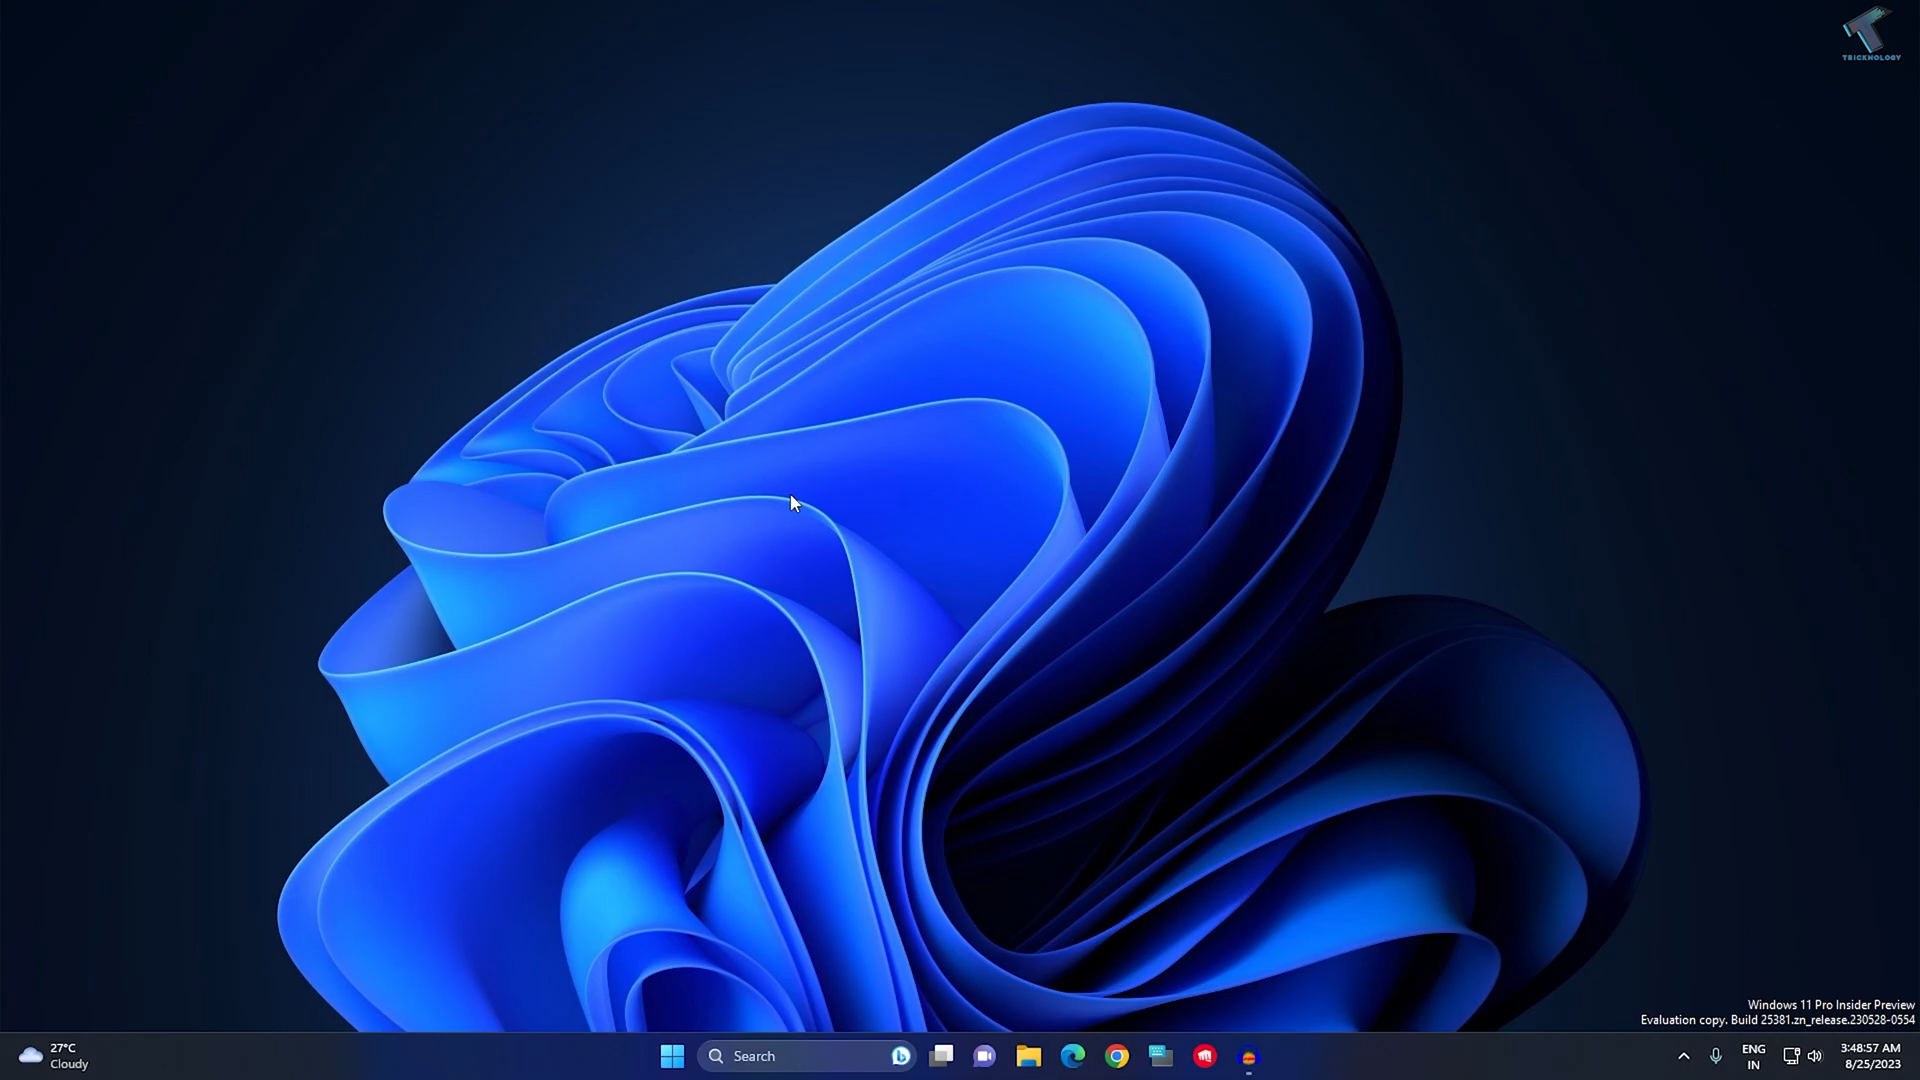 TRICKNOLOGY
Windows 11 Pro Insider Preview
Evaluation copy. Build 25381.zn_release.230528-0554
27°C
Cloudy
Search
ENG
IN
3:48:57 AM
8/25/2023